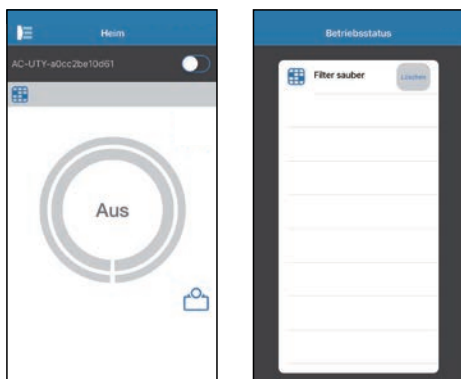 Heim
AC-UTY-a0cc2be10d61
Aus
Betriebsstatus
Filter sauber
Löschen